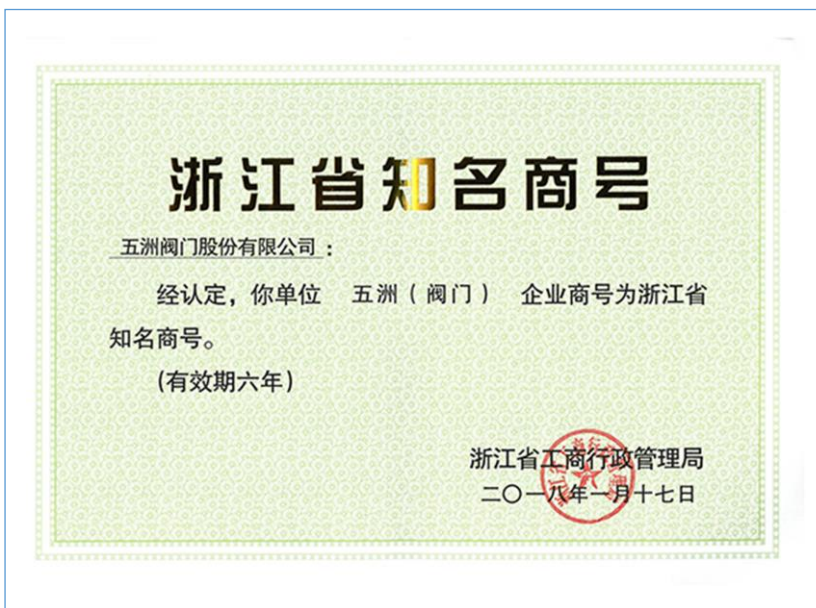 浙江省知名商号
五洲阀门股份有限公司：
经认定，你单位 五洲（阀门） 企业商号为浙江省
知名商号。
(有效期六年)
浙江省工商行政管理局
二〇一八年一月十七日